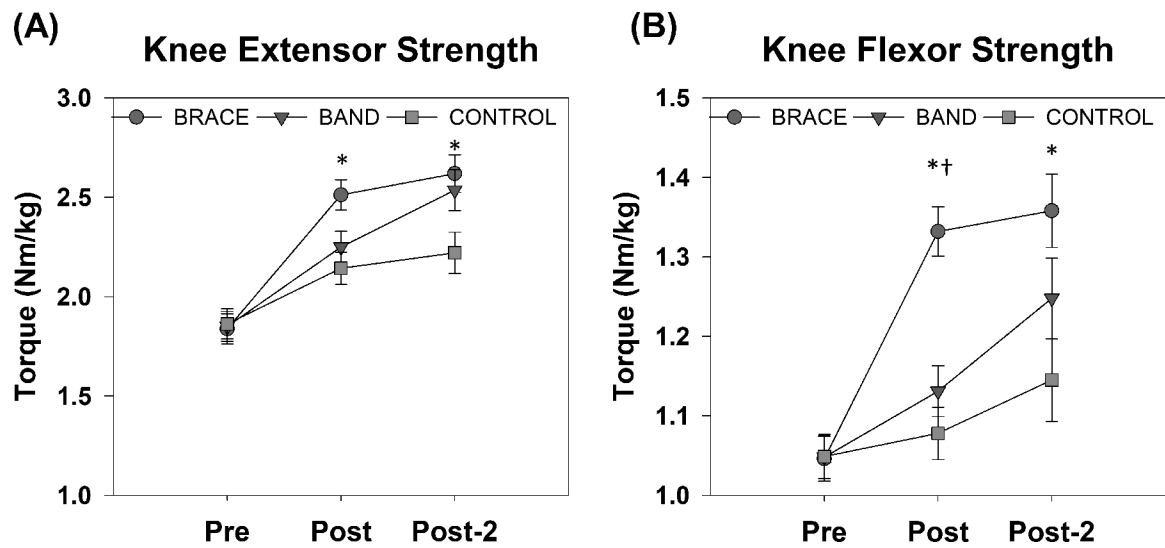 (A)
Knee Extensor Strength
BRACE BAND CONTROL
Torque (Nm/kg)
3.0
2.5
2.0
1.5
1.0
*
*
Pre Post Post-2
(B)
Knee Flexor Strength
BRACE BAND CONTROL
Torque (Nm/kg)
1.5
1.4
1.3
1.2
1.1
1.0
*†
*
Pre Post Post-2